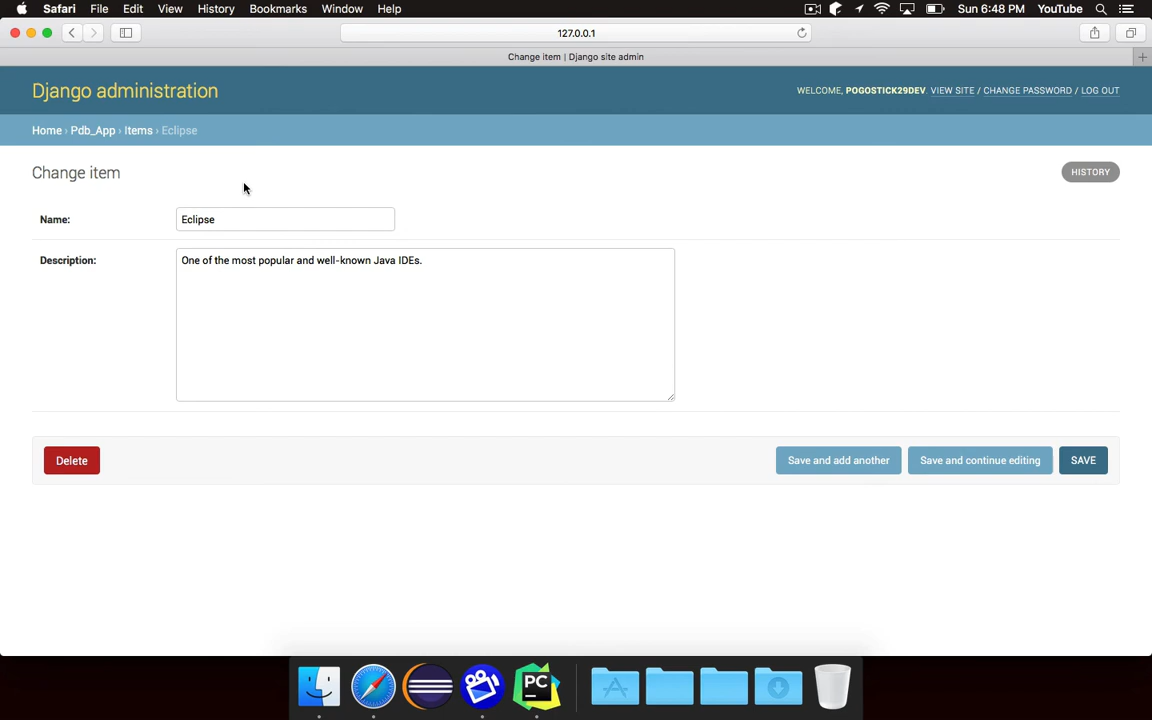 Safari File Edit View History Bookmarks Window Help Sun 6:48 PM YouTube
127.0.0.1
Change item | Django site admin
Django administration
WELCOME, POGOSTICK29DEV. VIEW SITE / CHANGE PASSWORD / LOG OUT
Home › Pdb_App › Items › Eclipse
Change item
HISTORY
Name: Eclipse
Description: One of the most popular and well-known Java IDEs.
Delete Save and add another Save and continue editing SAVE
PC